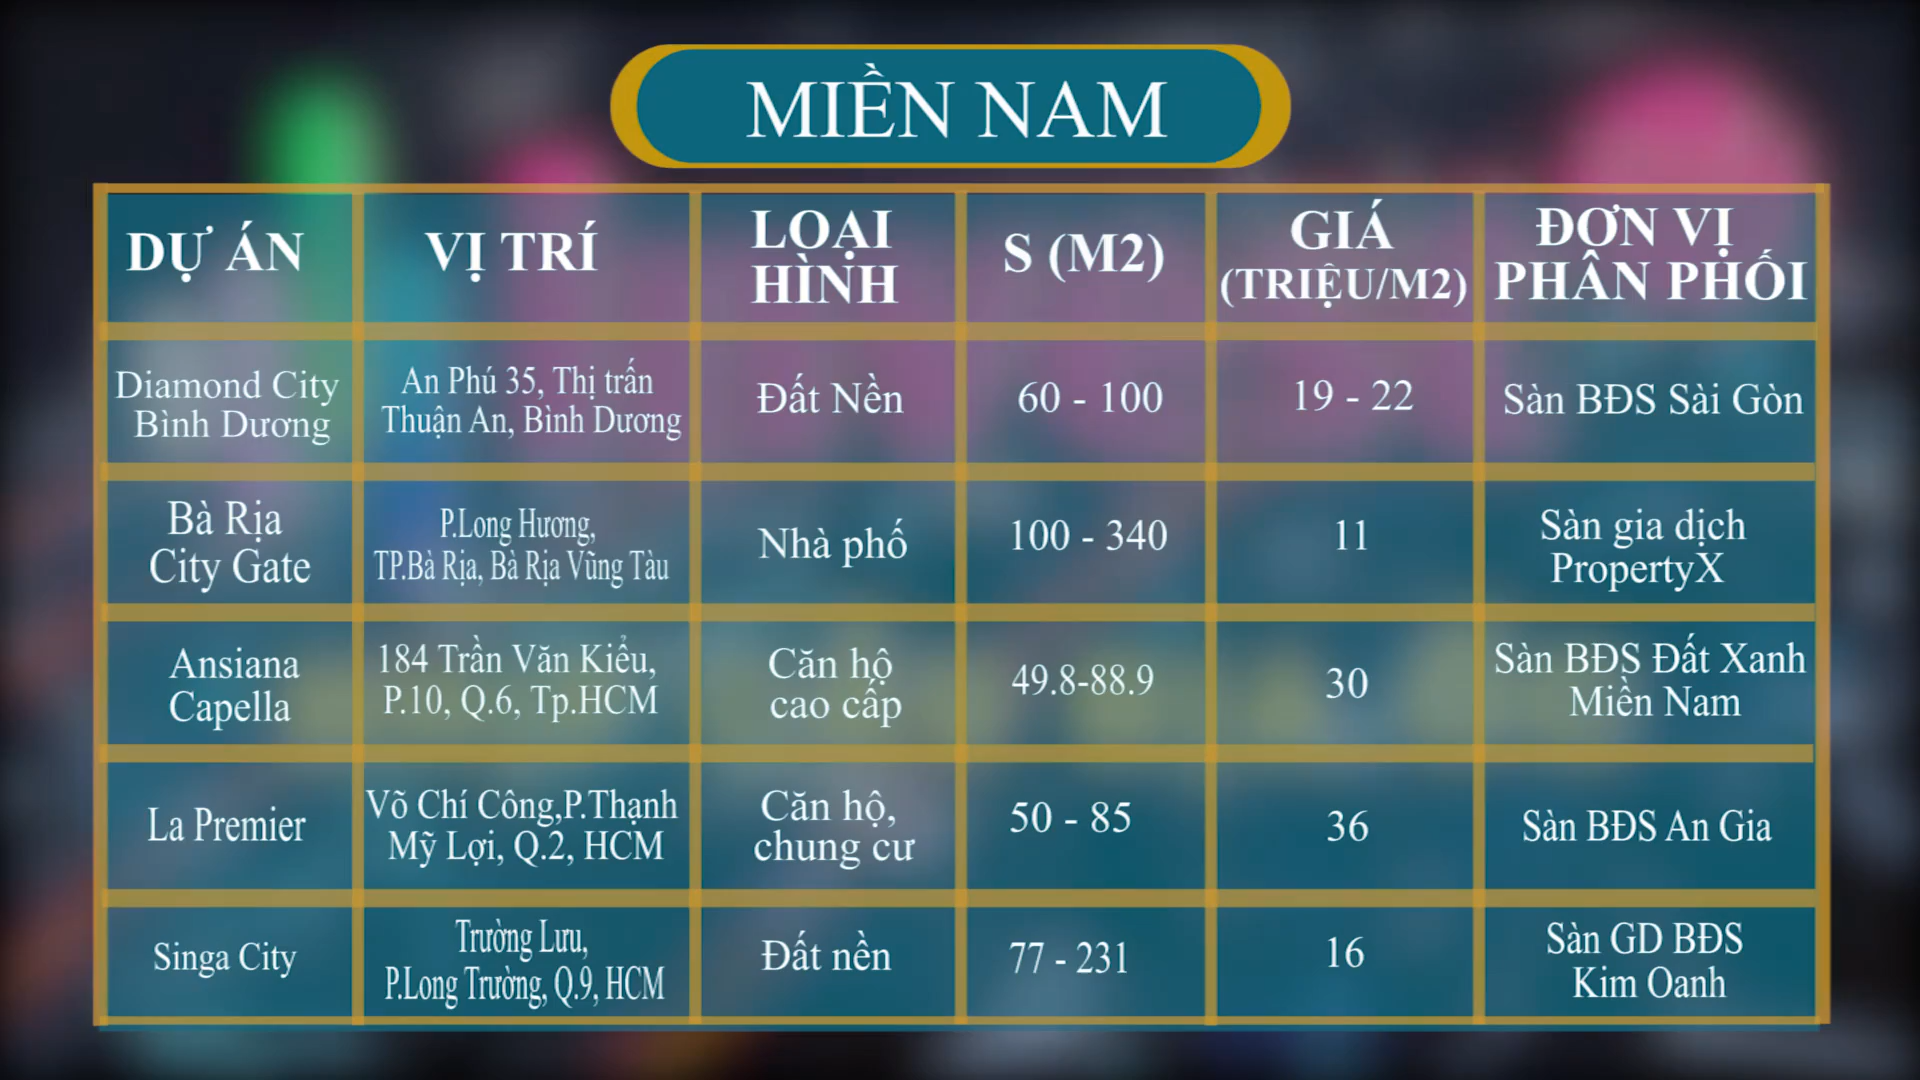 MIỀN NAM
DỰ ÁN
VỊ TRÍ
LOẠI
HÌNH
S (M2)
GIÁ
(TRIỆU/M2)
ĐƠN VỊ
PHÂN PHỐI
Diamond City
Bình Dương
An Phú 35, Thị trấn
Thuận An, Bình Dương
Đất Nền
60 - 100
19 - 22
Sàn BĐS Sài Gòn
Bà Rịa
City Gate
P.Long Hương,
TP.Bà Rịa, Bà Rịa Vũng Tàu
Nhà phố
100 - 340
11
Sàn gia dịch
PropertyX
Ansiana
Capella
184 Trần Văn Kiểu,
P.10, Q.6, Tp.HCM
Căn hộ
cao cấp
49.8-88.9
30
Sàn BĐS Đất Xanh
Miền Nam
La Premier
Võ Chí Công,P.Thạnh
Mỹ Lợi, Q.2, HCM
Căn hộ,
chung cư
50 - 85
36
Sàn BĐS An Gia
Singa City
Trường Lưu,
P.Long Trường, Q.9, HCM
Đất nền
77 - 231
16
Sàn GD BĐS
Kim Oanh